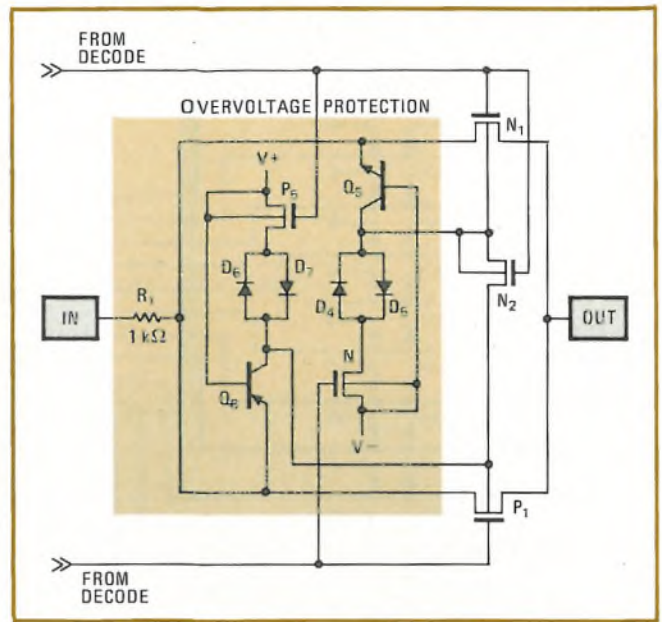 FROM
DECODE
OVERVOLTAGE PROTECTION
N₁
V+
P₅
Q₅
D₆
D₇
D₄
D₅
N₂
IN
R₁
1 kΩ
OUT
N
Q₆
V−
P₁
FROM
DECODE